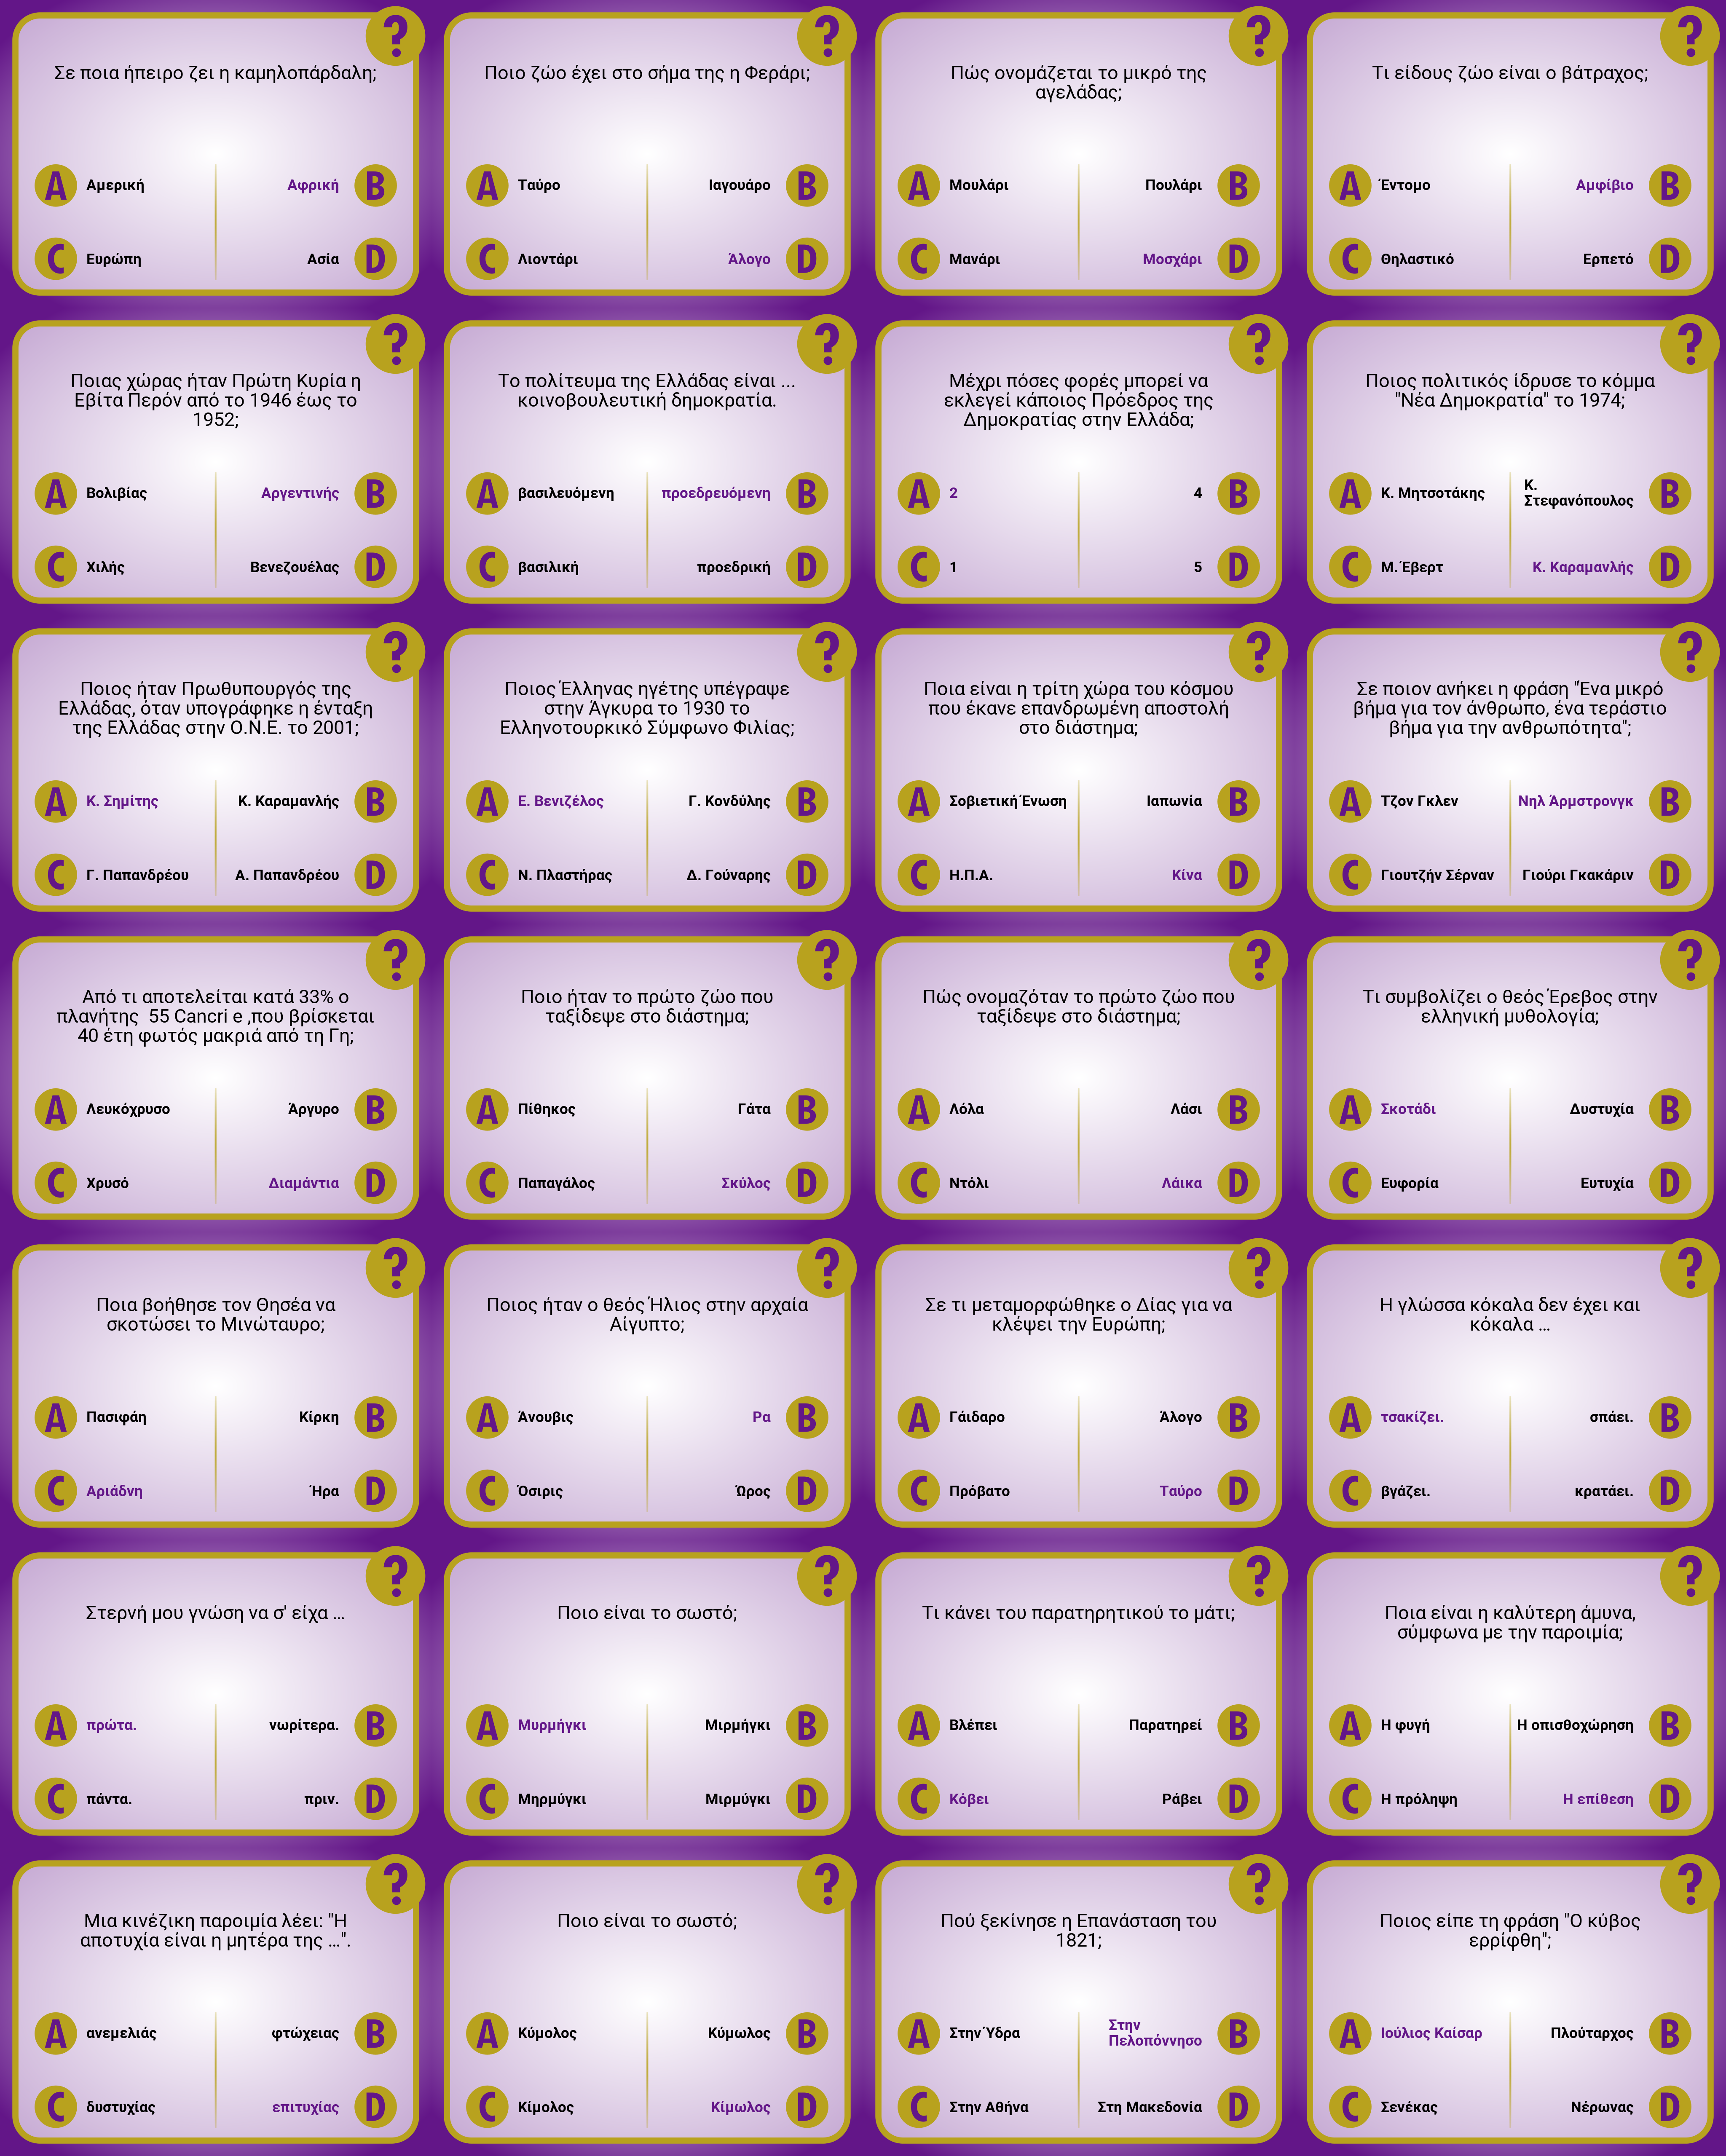 ?
Σε ποια ήπειρο ζει η καμηλοπάρδαλη;
A Αμερική
Αφρική B
C Ευρώπη
Ασία D
?
Ποιο ζώο έχει στο σήμα της η Φεράρι;
A Ταύρο
Ιαγουάρο B
C Λιοντάρι
Άλογο D
?
Πώς ονομάζεται το μικρό της
αγελάδας;
A Μουλάρι
Πουλάρι B
C Μανάρι
Μοσχάρι D
?
Τι είδους ζώο είναι ο βάτραχος;
A Έντομο
Αμφίβιο B
C Θηλαστικό
Ερπετό D
?
Ποιας χώρας ήταν Πρώτη Κυρία η
Εβίτα Περόν από το 1946 έως το
1952;
A Βολιβίας
Αργεντινής B
C Χιλής
Βενεζουέλας D
?
Το πολίτευμα της Ελλάδας είναι ...
κοινοβουλευτική δημοκρατία.
A βασιλευόμενη
προεδρευόμενη B
C βασιλική
προεδρική D
?
Μέχρι πόσες φορές μπορεί να
εκλεγεί κάποιος Πρόεδρος της
Δημοκρατίας στην Ελλάδα;
A 2
4 B
C 1
5 D
?
Ποιος πολιτικός ίδρυσε το κόμμα
"Νέα Δημοκρατία" το 1974;
A Κ. Μητσοτάκης
Κ.
Στεφανόπουλος B
C Μ. Έβερτ
Κ. Καραμανλής D
?
Ποιος ήταν Πρωθυπουργός της
Ελλάδας, όταν υπογράφηκε η ένταξη
της Ελλάδας στην Ο.Ν.Ε. το 2001;
A Κ. Σημίτης
Κ. Καραμανλής B
C Γ. Παπανδρέου
Α. Παπανδρέου D
?
Ποιος Έλληνας ηγέτης υπέγραψε
στην Άγκυρα το 1930 το
Ελληνοτουρκικό Σύμφωνο Φιλίας;
A Ε. Βενιζέλος
Γ. Κονδύλης B
C Ν. Πλαστήρας
Δ. Γούναρης D
?
Ποια είναι η τρίτη χώρα του κόσμου
που έκανε επανδρωμένη αποστολή
στο διάστημα;
A Σοβιετική Ένωση
Ιαπωνία B
C Η.Π.Α.
Κίνα D
?
Σε ποιον ανήκει η φράση "Ένα μικρό
βήμα για τον άνθρωπο, ένα τεράστιο
βήμα για την ανθρωπότητα";
A Τζον Γκλεν
Νηλ Άρμστρονγκ B
C Γιουτζήν Σέρναν
Γιούρι Γκακάριν D
?
Από τι αποτελείται κατά 33% ο
πλανήτης  55 Cancri e ,που βρίσκεται
40 έτη φωτός μακριά από τη Γη;
A Λευκόχρυσο
Άργυρο B
C Χρυσό
Διαμάντια D
?
Ποιο ήταν το πρώτο ζώο που
ταξίδεψε στο διάστημα;
A Πίθηκος
Γάτα B
C Παπαγάλος
Σκύλος D
?
Πώς ονομαζόταν το πρώτο ζώο που
ταξίδεψε στο διάστημα;
A Λόλα
Λάσι B
C Ντόλι
Λάικα D
?
Τι συμβολίζει ο θεός Έρεβος στην
ελληνική μυθολογία;
A Σκοτάδι
Δυστυχία B
C Ευφορία
Ευτυχία D
?
Ποια βοήθησε τον Θησέα να
σκοτώσει το Μινώταυρο;
A Πασιφάη
Κίρκη B
C Αριάδνη
Ήρα D
?
Ποιος ήταν ο θεός Ήλιος στην αρχαία
Αίγυπτο;
A Άνουβις
Ρα B
C Όσιρις
Ώρος D
?
Σε τι μεταμορφώθηκε ο Δίας για να
κλέψει την Ευρώπη;
A Γάιδαρο
Άλογο B
C Πρόβατο
Ταύρο D
?
Η γλώσσα κόκαλα δεν έχει και
κόκαλα ...
A τσακίζει.
σπάει. B
C βγάζει.
κρατάει. D
?
Στερνή μου γνώση να σ' είχα ...
A πρώτα.
νωρίτερα. B
C πάντα.
πριν. D
?
Ποιο είναι το σωστό;
A Μυρμήγκι
Μιρμήγκι B
C Μηρμύγκι
Μιρμύγκι D
?
Τι κάνει του παρατηρητικού το μάτι;
A Βλέπει
Παρατηρεί B
C Κόβει
Ράβει D
?
Ποια είναι η καλύτερη άμυνα,
σύμφωνα με την παροιμία;
A Η φυγή
Η οπισθοχώρηση B
C Η πρόληψη
Η επίθεση D
?
Μια κινέζικη παροιμία λέει: "Η
αποτυχία είναι η μητέρα της ...".
A ανεμελιάς
φτώχειας B
C δυστυχίας
επιτυχίας D
?
Ποιο είναι το σωστό;
A Κύμολος
Κύμωλος B
C Κίμολος
Κίμωλος D
?
Πού ξεκίνησε η Επανάσταση του
1821;
A Στην Ύδρα
Στην
Πελοπόννησο B
C Στην Αθήνα
Στη Μακεδονία D
?
Ποιος είπε τη φράση "Ο κύβος
ερρίφθη";
A Ιούλιος Καίσαρ
Πλούταρχος B
C Σενέκας
Νέρωνας D